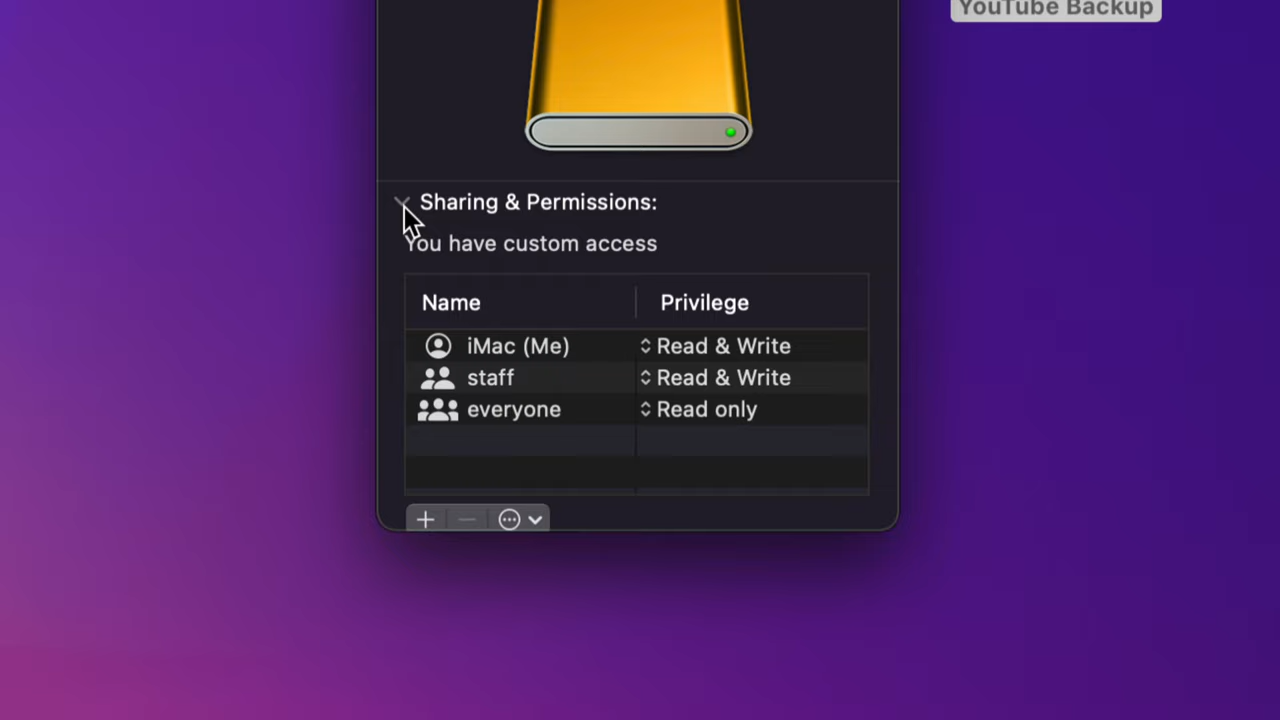 YouTube Backup
Sharing & Permissions:
You have custom access
Name Privilege
iMac (Me) Read & Write
staff Read & Write
everyone Read only